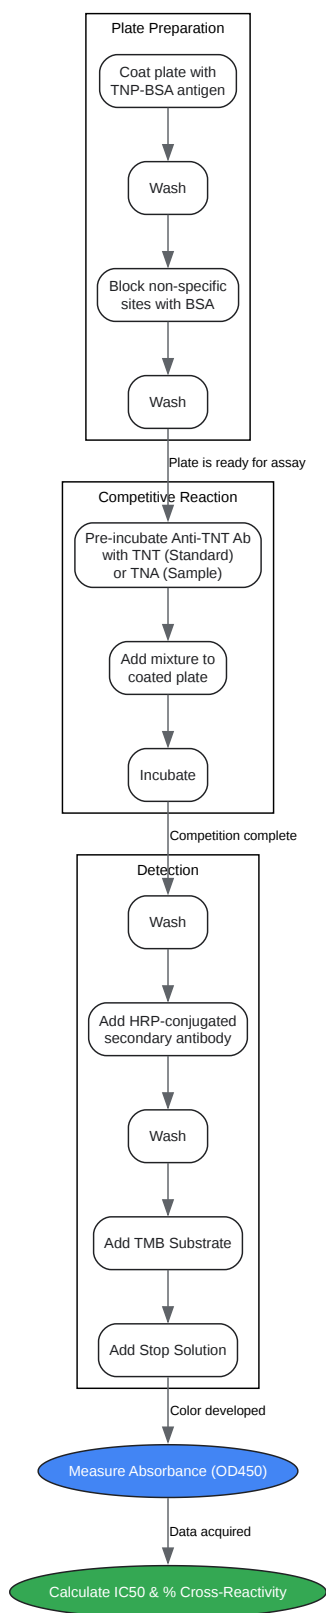 Plate Preparation
Coat plate with
TNP-BSA antigen
Wash
Block non-specific
sites with BSA
Wash
Plate is ready for assay
Competitive Reaction
Pre-incubate Anti-TNT Ab
with TNT (Standard)
or TNA (Sample)
Add mixture to
coated plate
Incubate
Competition complete
Detection
Wash
Add HRP-conjugated
secondary antibody
Wash
Add TMB Substrate
Add Stop Solution
Color developed
Measure Absorbance (OD450)
Data acquired
Calculate IC50 & % Cross-Reactivity